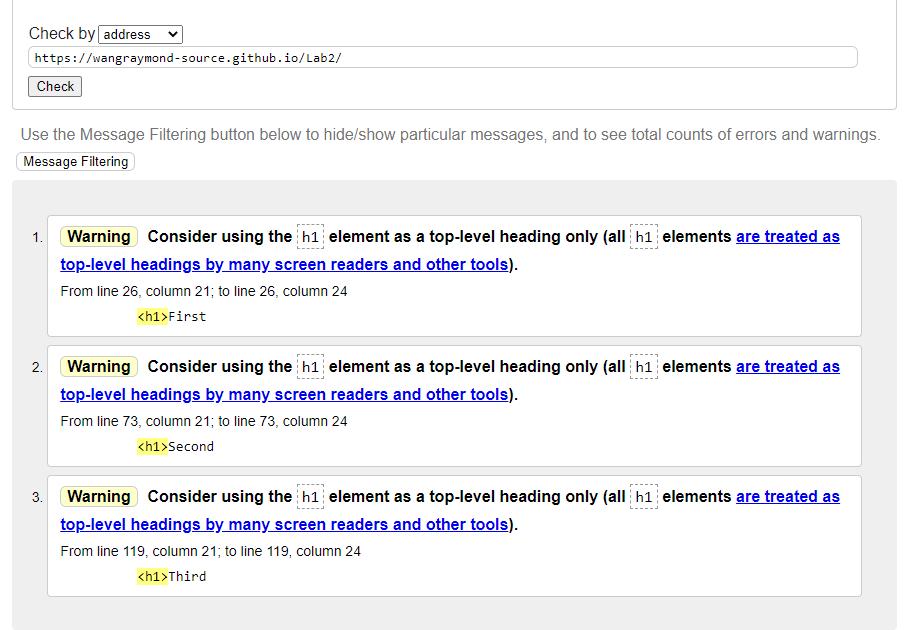 Check by address
https://wangraymond-source.github.io/Lab2/
Check
Use the Message Filtering button below to hide/show particular messages, and to see total counts of errors and warnings.
Message Filtering
1. Warning Consider using the h1 element as a top-level heading only (all h1 elements are treated as
top-level headings by many screen readers and other tools).
From line 26, column 21; to line 26, column 24
<h1>First
2. Warning Consider using the h1 element as a top-level heading only (all h1 elements are treated as
top-level headings by many screen readers and other tools).
From line 73, column 21; to line 73, column 24
<h1>Second
3. Warning Consider using the h1 element as a top-level heading only (all h1 elements are treated as
top-level headings by many screen readers and other tools).
From line 119, column 21; to line 119, column 24
<h1>Third